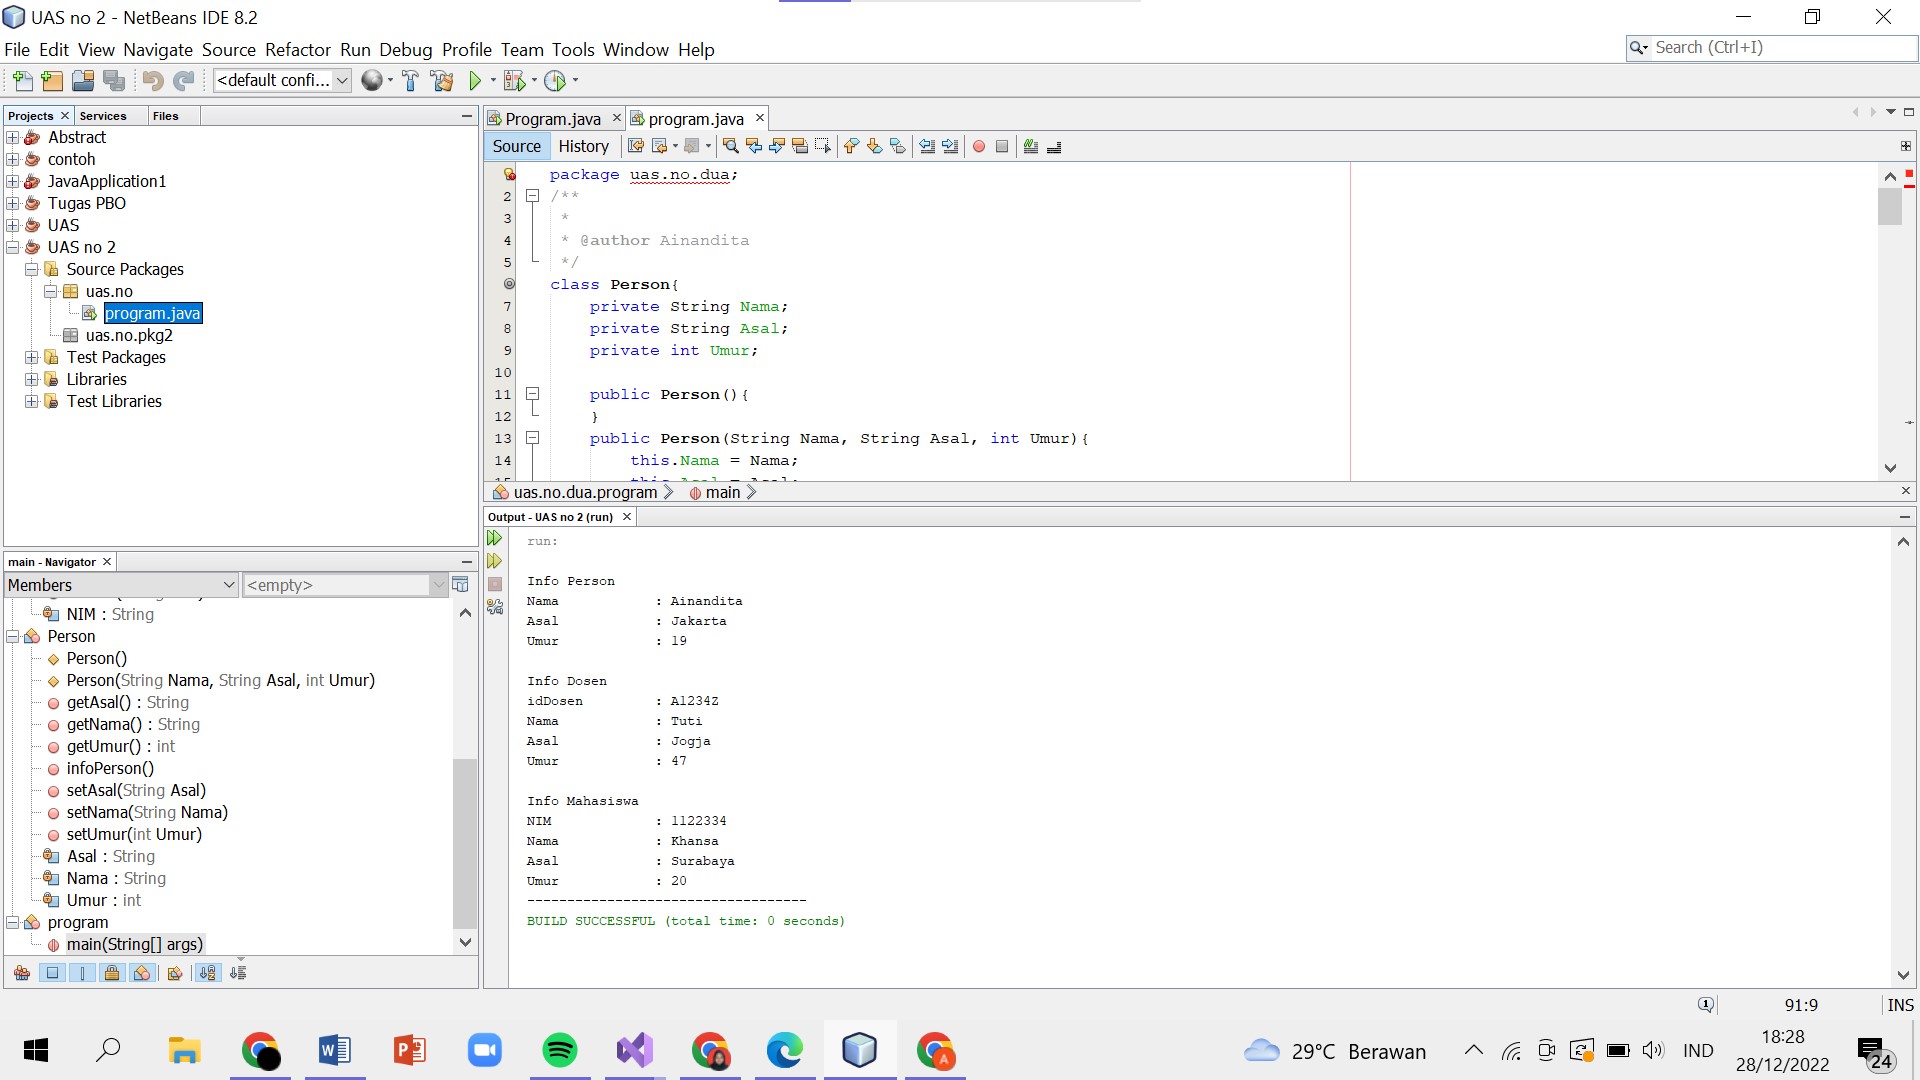 UAS no 2 - NetBeans IDE 8.2
File Edit View Navigate Source Refactor Run Debug Profile Team Tools Window Help
Search (Ctrl+I)
<default confi...
Projects
Services
Files
Abstract
contoh
JavaApplication1
Tugas PBO
UAS
UAS no 2
Source Packages
uas.no
program.java
uas.no.pkg2
Test Packages
Libraries
Test Libraries
main - Navigator
Members
<empty>
NIM : String
Person
Person()
Person(String Nama, String Asal, int Umur)
getAsal() : String
getNama() : String
getUmur() : int
infoPerson()
setAsal(String Asal)
setNama(String Nama)
setUmur(int Umur)
Asal : String
Nama : String
Umur : int
program
main(String[] args)
Program.java
program.java
Source History
package uas.no.dua;
2 /**
3 *
4 * @author Ainandita
5 */
class Person{
7 private String Nama;
8 private String Asal;
9 private int Umur;
10
11 public Person(){
12 }
13 public Person(String Nama, String Asal, int Umur){
14 this.Nama = Nama;
uas.no.dua.program
main
Output - UAS no 2 (run)
run:
Info Person
Nama : Ainandita
Asal : Jakarta
Umur : 19
Info Dosen
idDosen : A1234Z
Nama : Tuti
Asal : Jogja
Umur : 47
Info Mahasiswa
NIM : 1122334
Nama : Khansa
Asal : Surabaya
Umur : 20
-----------------------------------
BUILD SUCCESSFUL (total time: 0 seconds)
91:9
INS
29°C Berawan
IND
18:28
28/12/2022
24